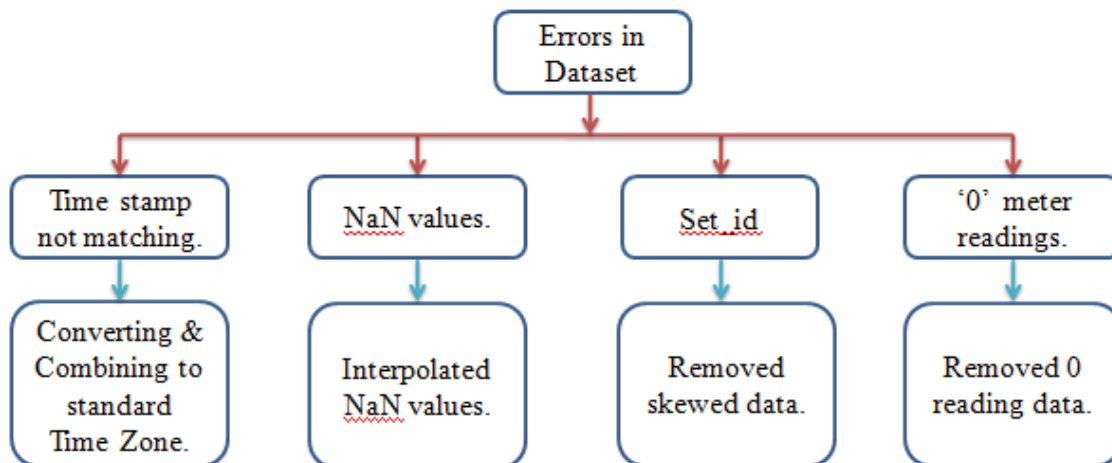 Errors in
Dataset
Time stamp
not matching.
NaN values.
Set_id
‘0’ meter
readings.
Converting &
Combining to
standard
Time Zone.
Interpolated
NaN values.
Removed
skewed data.
Removed 0
reading data.